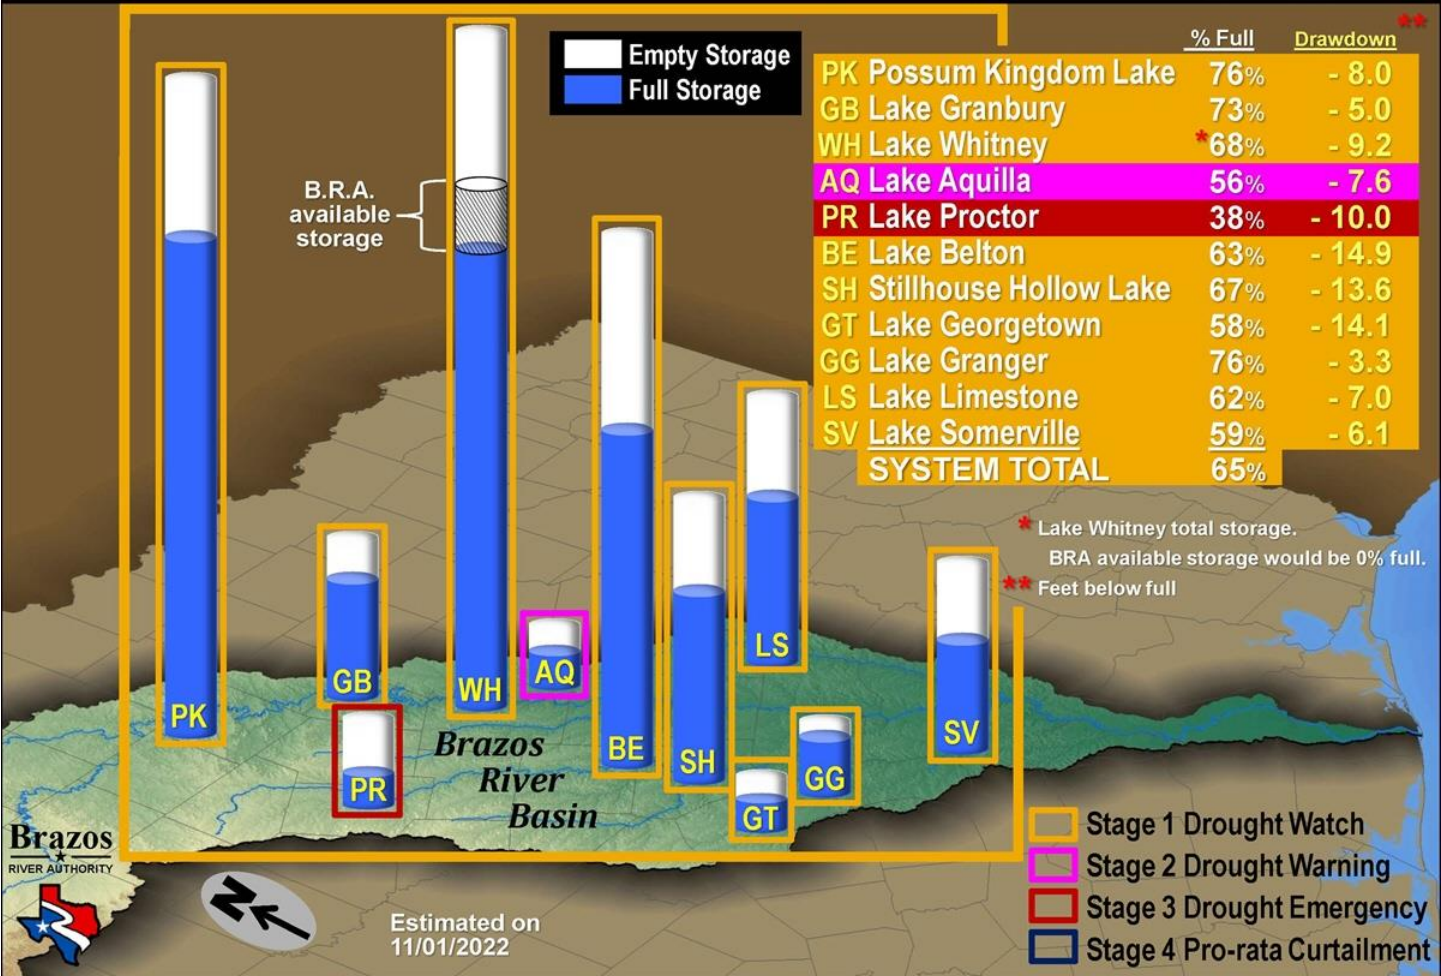 **
% Full Drawdown
Empty Storage
Full Storage
PK Possum Kingdom Lake 76% - 8.0
GB Lake Granbury 73% - 5.0
WH Lake Whitney *68% - 9.2
AQ Lake Aquilla 56% - 7.6
PR Lake Proctor 38% - 10.0
BE Lake Belton 63% - 14.9
SH Stillhouse Hollow Lake 67% - 13.6
GT Lake Georgetown 58% - 14.1
GG Lake Granger 76% - 3.3
LS Lake Limestone 62% - 7.0
SV Lake Somerville 59% - 6.1
SYSTEM TOTAL 65%
B.R.A.
available
storage
* Lake Whitney total storage.
BRA available storage would be 0% full.
** Feet below full
PK
GB
WH
AQ
PR
BE
SH
LS
GT
GG
SV
Brazos
River
Basin
Brazos
RIVER AUTHORITY
N
Estimated on
11/01/2022
Stage 1 Drought Watch
Stage 2 Drought Warning
Stage 3 Drought Emergency
Stage 4 Pro-rata Curtailment